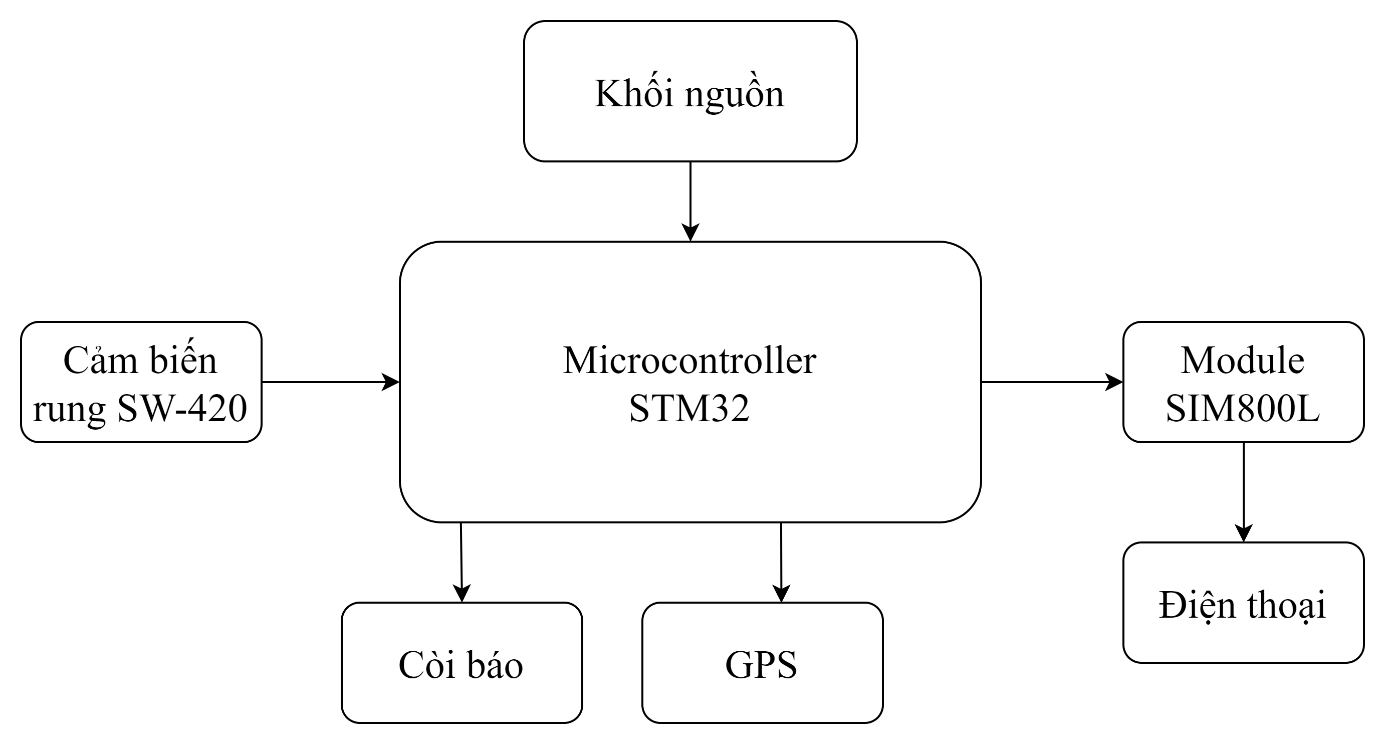 Khối nguồn
Cảm biến
rung SW-420
Microcontroller
STM32
Module
SIM800L
Điện thoại
Còi báo
GPS